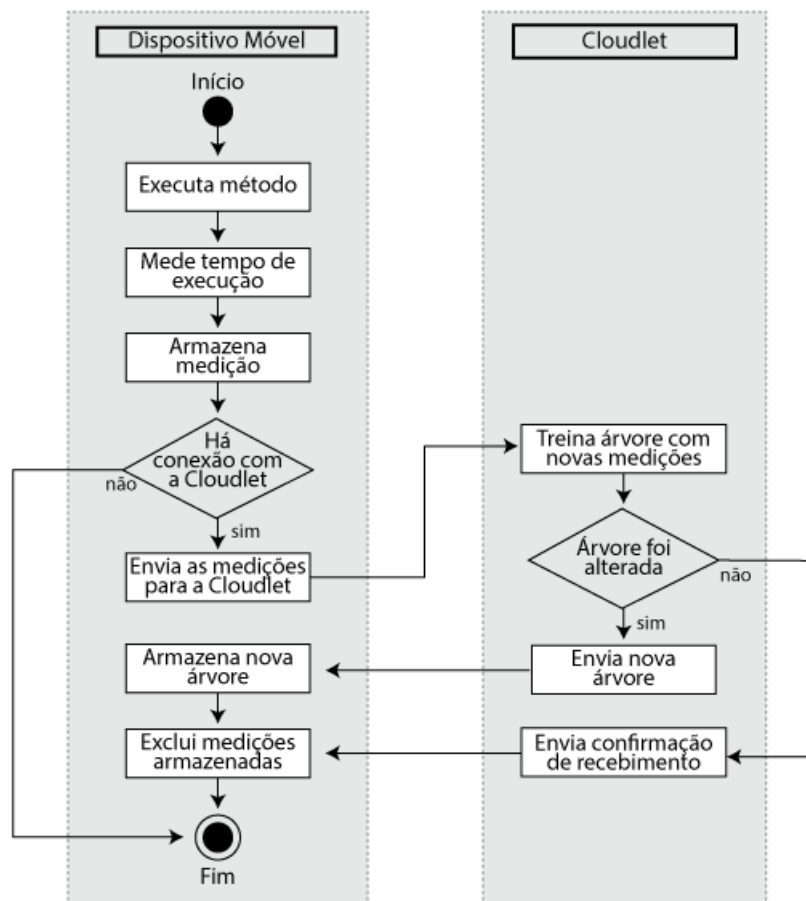 Dispositivo Móvel
Cloudlet
Início
Executa método
Mede tempo de
execução
Armazena
medição
Há
conexão com
a Cloudlet
não
sim
Envia as medições
para a Cloudlet
Treina árvore com
novas medições
Árvore foi
alterada
não
sim
Envia nova
árvore
Armazena nova
árvore
Envia confirmação
de recebimento
Exclui medições
armazenadas
Fim